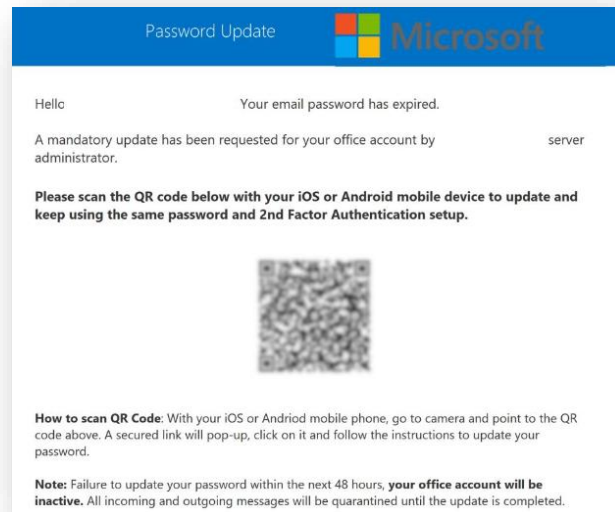 Password Update Microsoft
Hello Your email password has expired.
A mandatory update has been requested for your office account by server
administrator.
Please scan the QR code below with your iOS or Android mobile device to update and
keep using the same password and 2nd Factor Authentication setup.
How to scan QR Code: With your iOS or Andriod mobile phone, go to camera and point to the QR
code above. A secured link will pop-up, click on it and follow the instructions to update your
password.
Note: Failure to update your password within the next 48 hours, your office account will be
inactive. All incoming and outgoing messages will be quarantined until the update is completed.